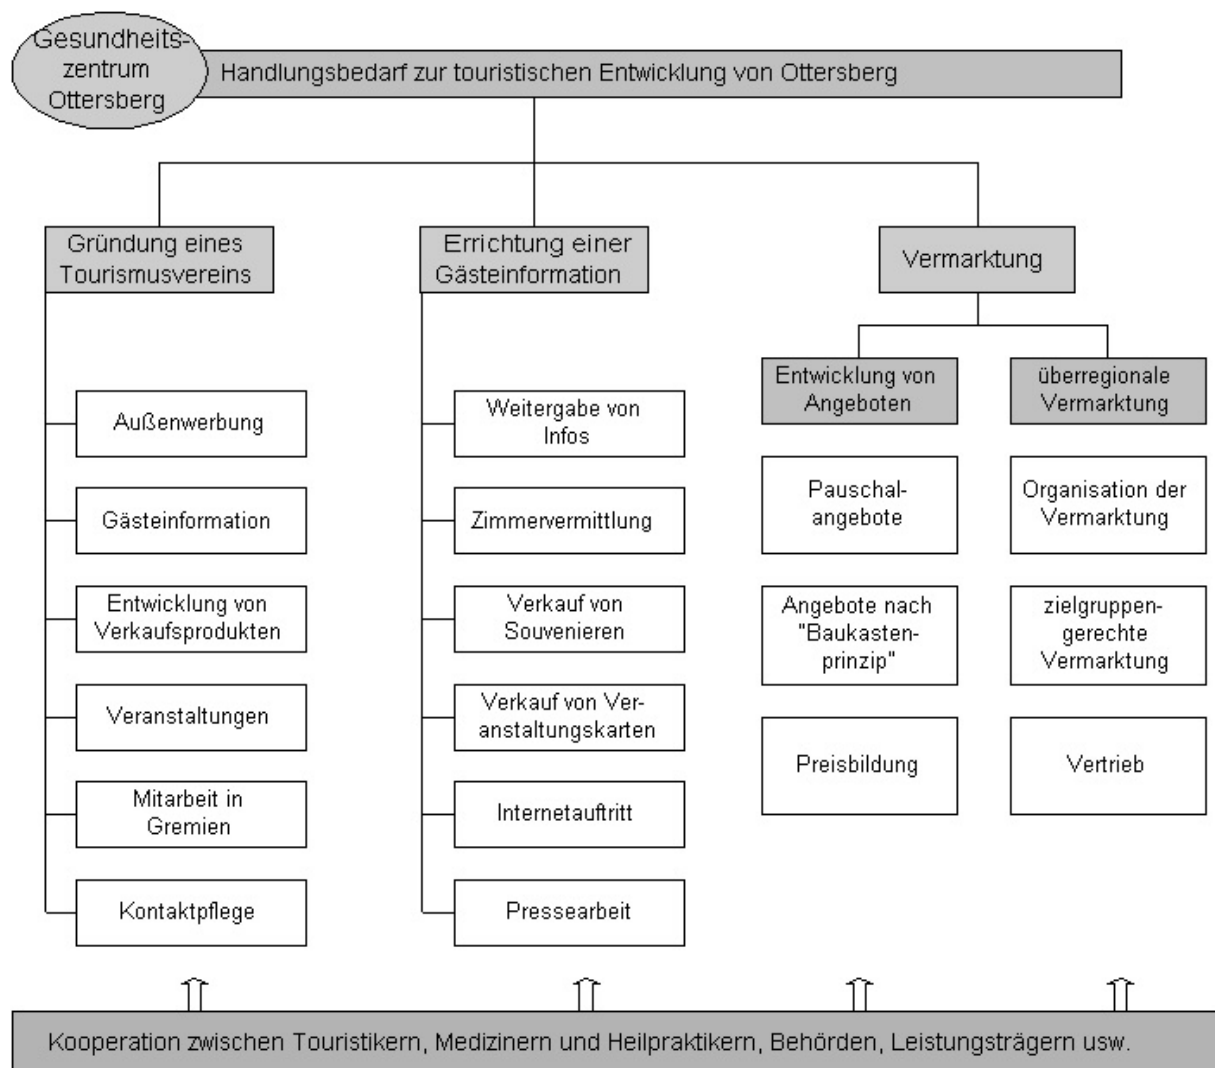 Gesundheits-
zentrum
Ottersberg
Handlungsbedarf zur touristischen Entwicklung von Ottersberg
Gründung eines
Tourismusvereins
Außenwerbung
Gästeinformation
Entwicklung von
Verkaufsprodukten
Veranstaltungen
Mitarbeit in
Gremien
Kontaktpflege
Errichtung einer
Gästeinformation
Weitergabe von
Infos
Zimmervermittlung
Verkauf von
Souvenieren
Verkauf von Ver-
anstaltungskarten
Internetauftritt
Pressearbeit
Vermarktung
Entwicklung von
Angeboten
Pauschal-
angebote
Angebote nach
"Baukasten-
prinzip"
Preisbildung
überregionale
Vermarktung
Organisation der
Vermarktung
zielgruppen-
gerechte
Vermarktung
Vertrieb
Kooperation zwischen Touristikern, Medizinern und Heilpraktikern, Behörden, Leistungsträgern usw.